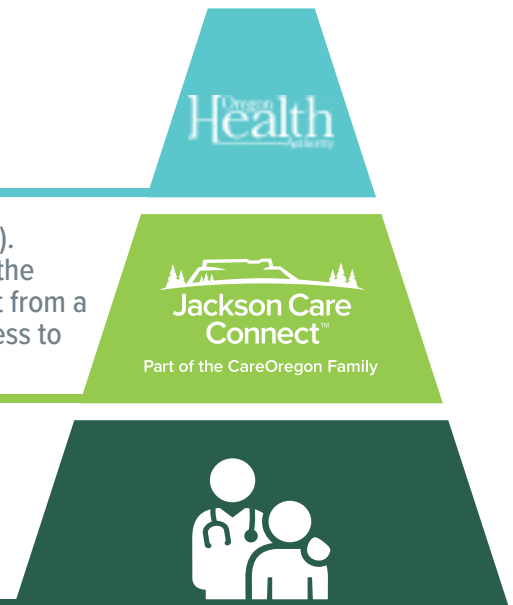 Oregon
Health
Authority
).
the
t from a
ess to
Jackson Care
Connect™
Part of the CareOregon Family